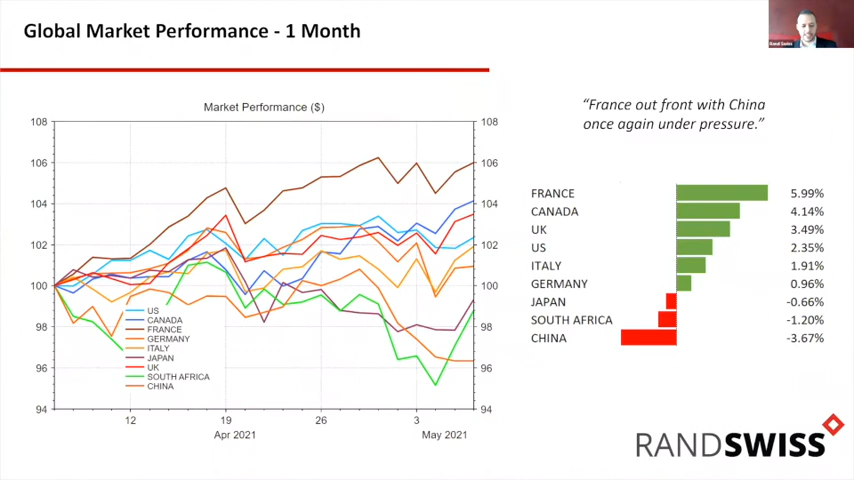 Global Market Performance - 1 Month
Rand Swiss
Market Performance ($)
108
106
104
102
100
98
96
94
108
106
104
102
100
98
96
94
US
CANADA
FRANCE
GERMANY
ITALY
JAPAN
UK
SOUTH AFRICA
CHINA
12
19
26
3
Apr 2021
May 2021
“France out front with China
once again under pressure.”
FRANCE 5.99%
CANADA 4.14%
UK 3.49%
US 2.35%
ITALY 1.91%
GERMANY 0.96%
JAPAN -0.66%
SOUTH AFRICA -1.20%
CHINA -3.67%
RANDSWISS